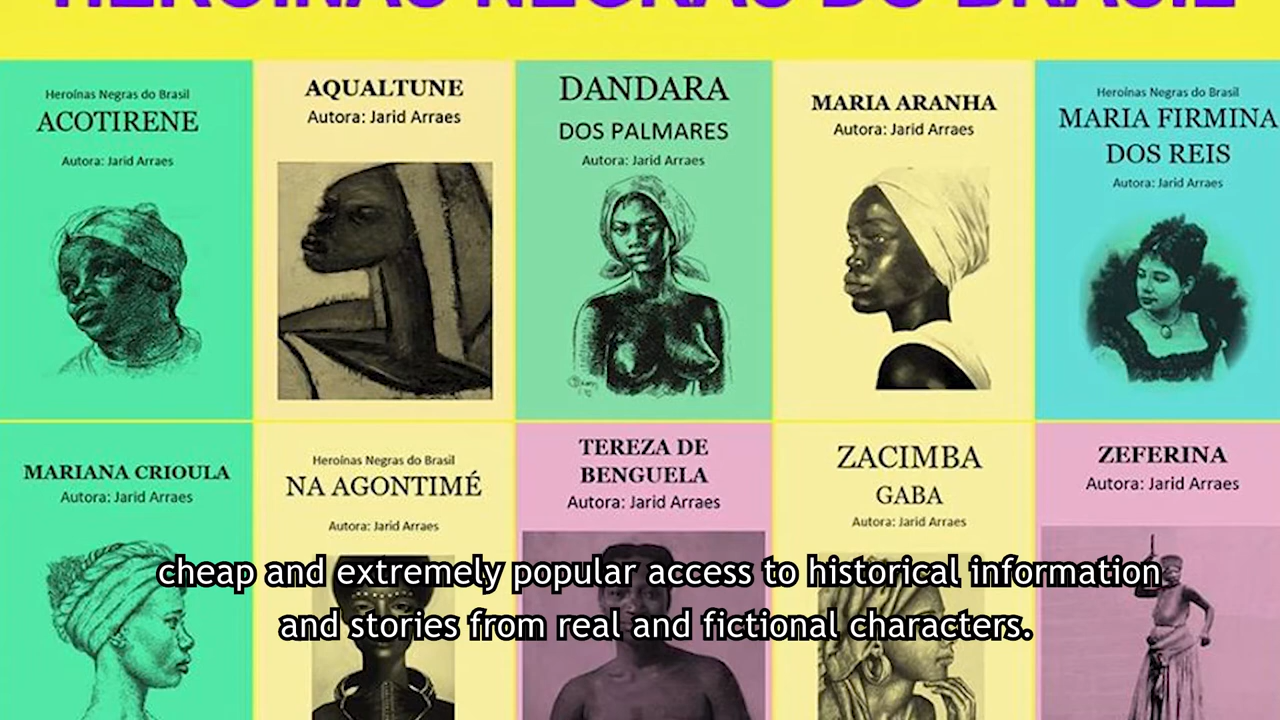 HEROÍNAS NEGRAS DO BRASIL
Heroínas Negras do Brasil
ACOTIRENE
Autora: Jarid Arraes
AQUALTUNE
Autora: Jarid Arraes
DANDARA
DOS PALMARES
Autora: Jarid Arraes
MARIA ARANHA
Autora: Jarid Arraes
Heroínas Negras do Brasil
MARIA FIRMINA
DOS REIS
Autora: Jarid Arraes
MARIANA CRIOULA
Autora: Jarid Arraes
Heroínas Negras do Brasil
NA AGONTIMÉ
Autora: Jarid Arraes
TEREZA DE
BENGUELA
Autora: Jarid Arraes
ZACIMBA
GABA
Autora: Jarid Arraes
ZEFERINA
Autora: Jarid Arraes
cheap and extremely popular access to historical information
and stories from real and fictional characters.